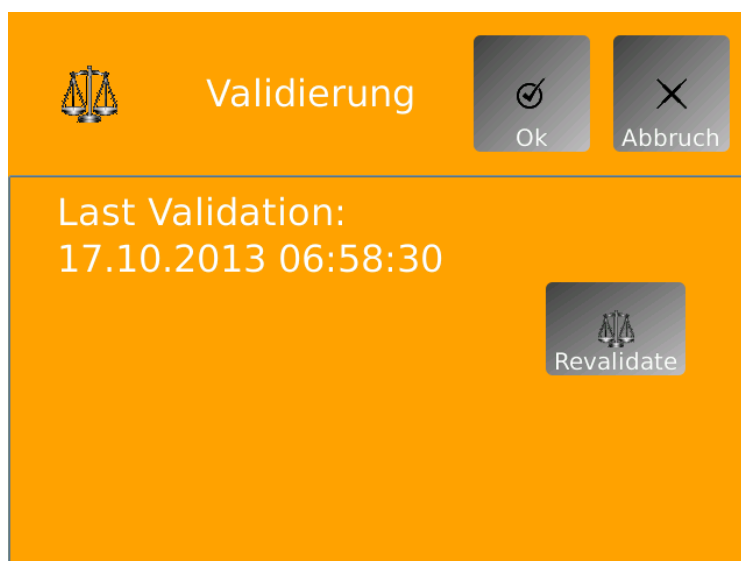 Validierung
Ok
Abbruch
Last Validation:
17.10.2013 06:58:30
Revalidate